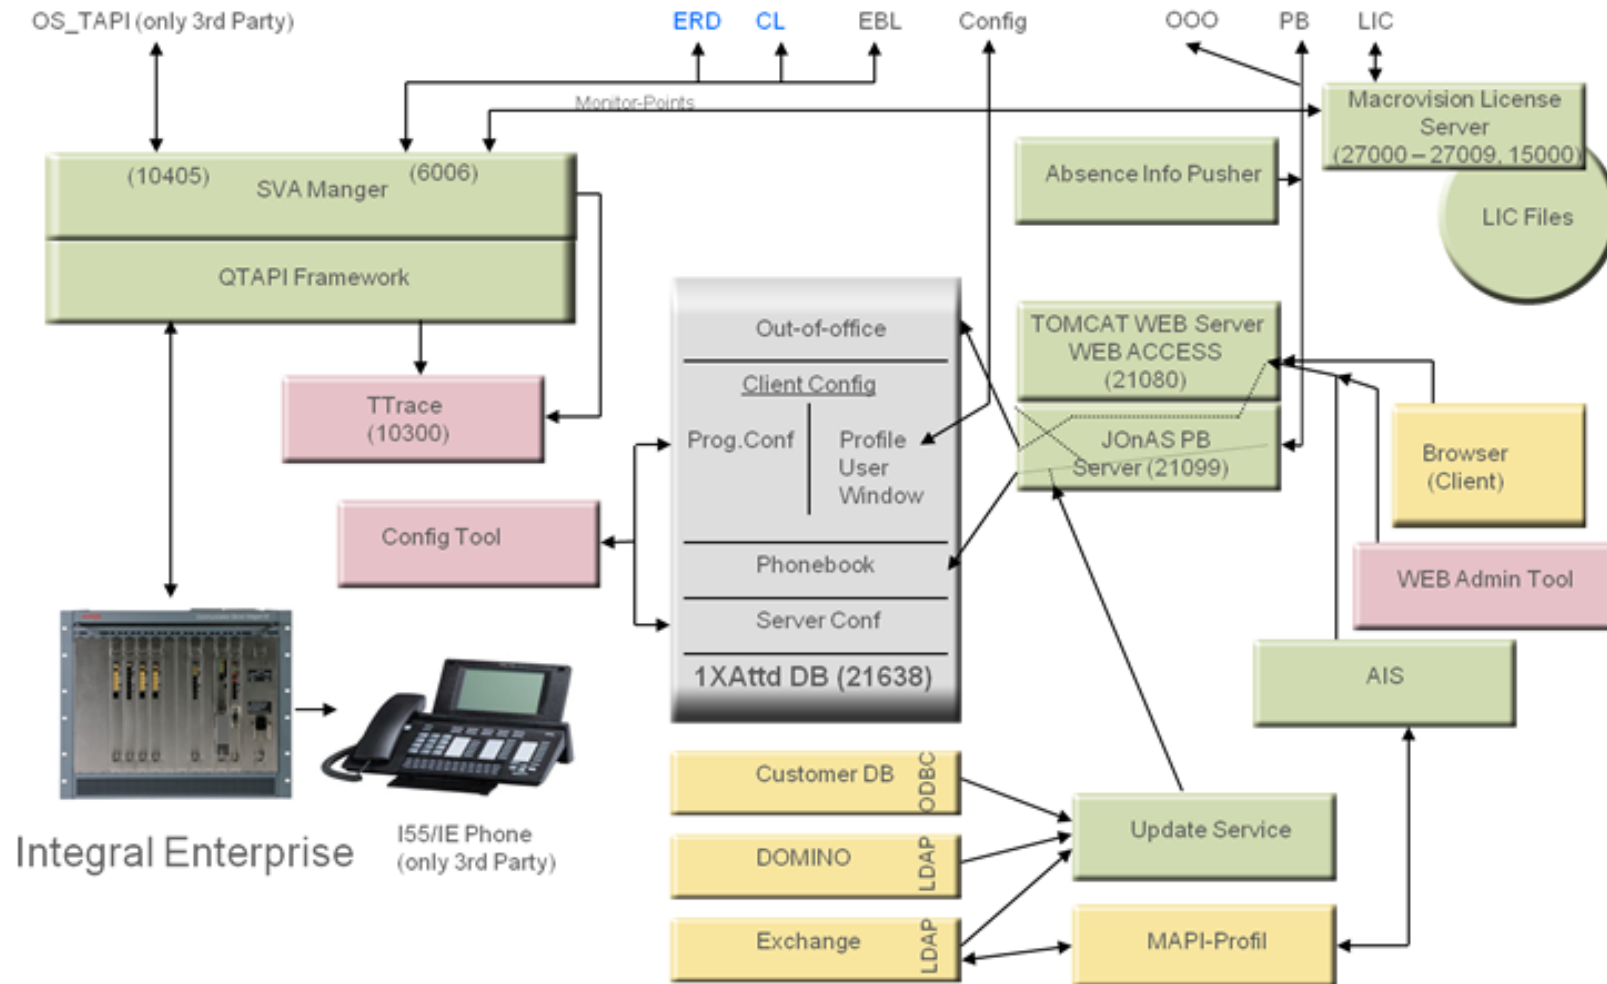 OS_TAPI (only 3rd Party)
ERD
CL
EBL
Config
OOO
PB
LIC
Monitor-Points
Macrovision License
Server
(27000 – 27009, 15000)
LIC Files
(10405)
SVA Manger
(6006)
QTAPI Framework
Absence Info Pusher
TTrace
(10300)
Config Tool
Out-of-office
Client Config
Prog.Conf
Profile
User
Window
Phonebook
Server Conf
1XAttd DB (21638)
TOMCAT WEB Server
WEB ACCESS
(21080)
JOnAS PB
Server (21099)
Browser
(Client)
WEB Admin Tool
AIS
Integral Enterprise
I55/IE Phone
(only 3rd Party)
Customer DB
ODBC
DOMINO
LDAP
Exchange
LDAP
Update Service
MAPI-Profil